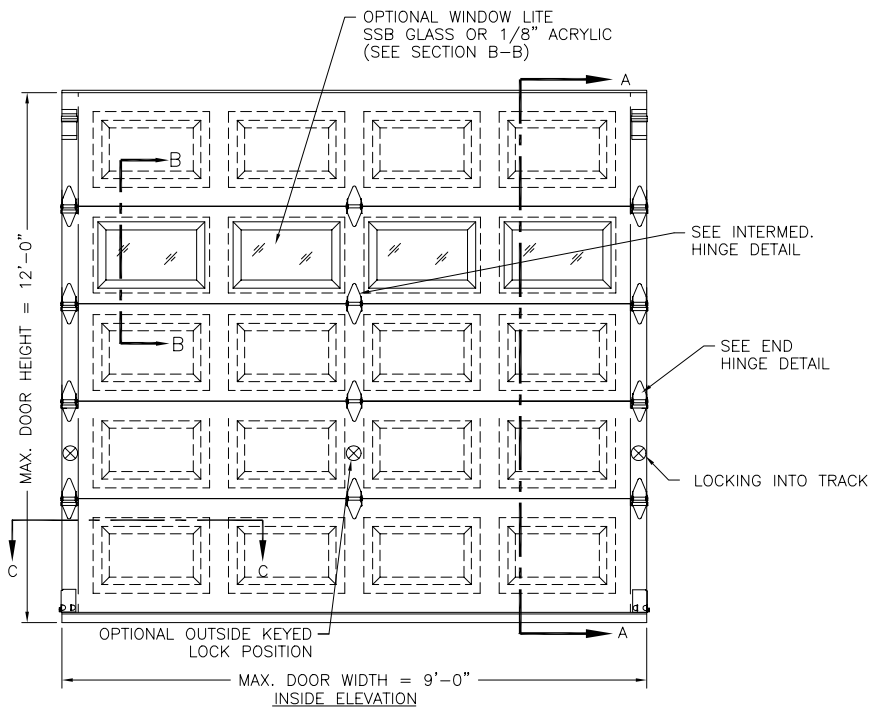 OPTIONAL WINDOW LITE
SSB GLASS OR 1/8" ACRYLIC
(SEE SECTION B-B)
A
B
SEE INTERMED.
HINGE DETAIL
MAX. DOOR HEIGHT = 12'-0"
B
SEE END
HINGE DETAIL
LOCKING INTO TRACK
C
C
OPTIONAL OUTSIDE KEYED
LOCK POSITION
A
MAX. DOOR WIDTH = 9'-0"
INSIDE ELEVATION